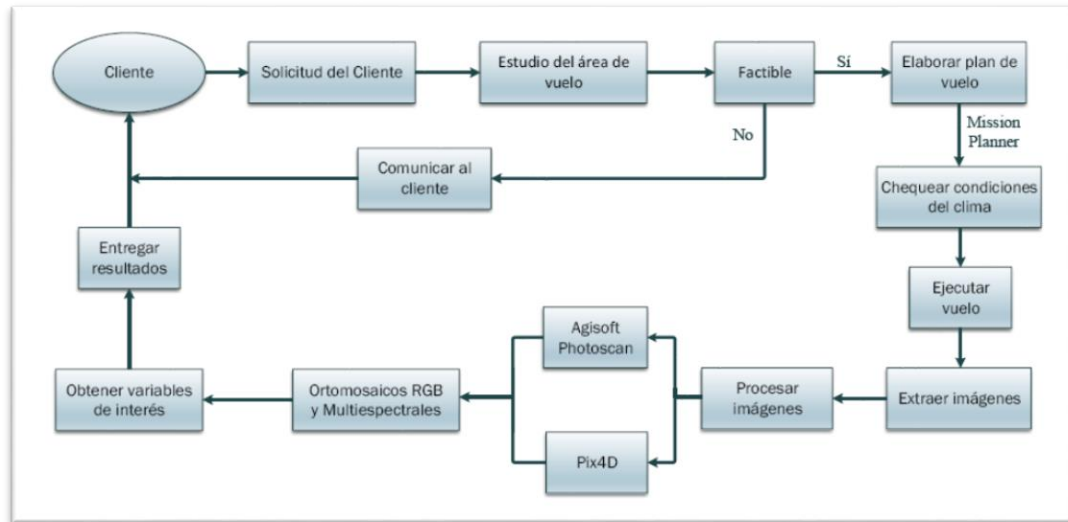 Cliente
Solicitud del Cliente
Estudio del área de
vuelo
Factible
Sí
Elaborar plan de
vuelo
No
Mission
Planner
Comunicar al
cliente
Chequear condiciones
del clima
Entregar
resultados
Ejecutar
vuelo
Agisoft
Photoscan
Obtener variables
de interés
Ortomosaicos RGB
y Multiespectrales
Procesar
imágenes
Extraer imágenes
Pix4D